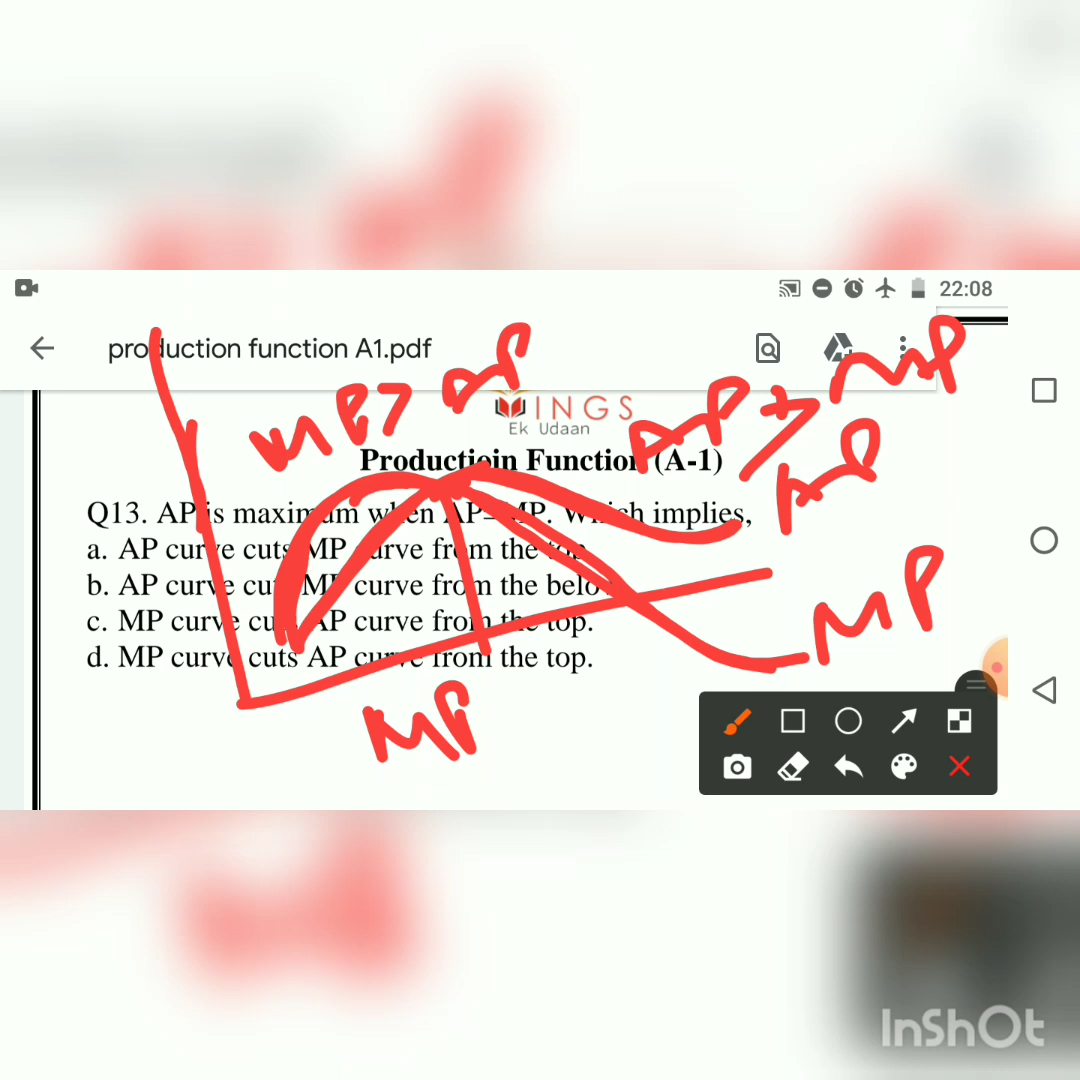 22:08
production function A1.pdf
MP > AP
AP > MP
WINGS
Ek Udaan
Productioin Function (A-1)
AP
Q13. AP is maximum when AP=MP. Which implies,
a. AP curve cuts MP curve from the top.
b. AP curve cuts MP curve from the below.
c. MP curve cuts AP curve from the top.
d. MP curve cuts AP curve from the top.
MP
MP
InShOt